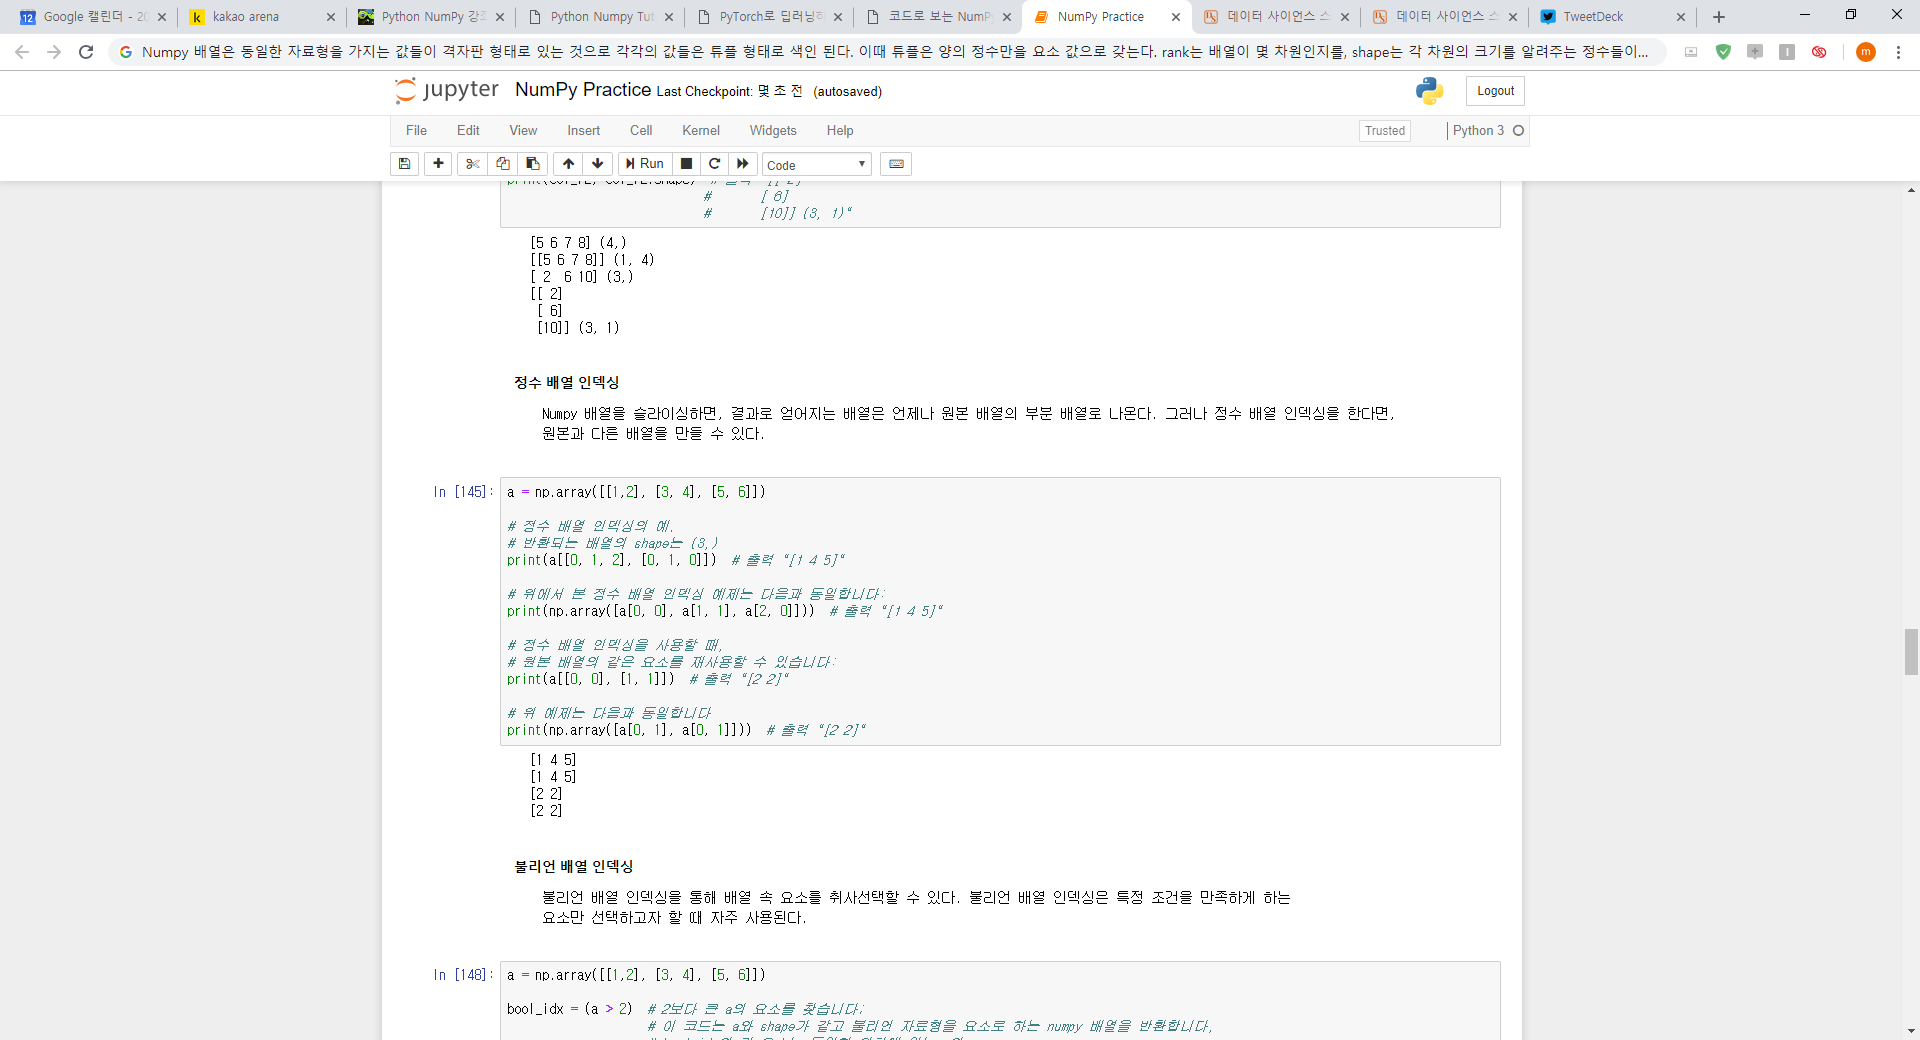 Google 캘린더 - 20
kakao arena
Python NumPy 강좌
Python Numpy Tut
PyTorch로 딥러닝하
코드로 보는 NumPy
NumPy Practice
데이터 사이언스 스
데이터 사이언스 스
TweetDeck
Numpy 배열은 동일한 자료형을 가지는 값들이 격자판 형태로 있는 것으로 각각의 값들은 튜플 형태로 색인 된다. 이때 튜플은 양의 정수만을 요소 값으로 갖는다. rank는 배열이 몇 차원인지를, shape는 각 차원의 크기를 알려주는 정수들이...
m
jupyter NumPy Practice Last Checkpoint: 몇 초 전 (autosaved)
Logout
File Edit View Insert Cell Kernel Widgets Help
Trusted
Python 3
Run
Code
# [ 6]
# [10]] (3, 1)"
[5 6 7 8] (4,)
[[5 6 7 8]] (1, 4)
[ 2  6 10] (3,)
[[ 2]
[ 6]
[10]] (3, 1)
정수 배열 인덱싱
Numpy 배열을 슬라이싱하면, 결과로 얻어지는 배열은 언제나 원본 배열의 부분 배열로 나온다. 그러나 정수 배열 인덱싱을 한다면,
원본과 다른 배열을 만들 수 있다.
In [145]: a = np.array([[1,2], [3, 4], [5, 6]])
# 정수 배열 인덱싱의 예.
# 반환되는 배열의 shape는 (3,)
print(a[[0, 1, 2], [0, 1, 0]])  # 출력 "[1 4 5]"
# 위에서 본 정수 배열 인덱싱 예제는 다음과 동일합니다:
print(np.array([a[0, 0], a[1, 1], a[2, 0]]))  # 출력 "[1 4 5]"
# 정수 배열 인덱싱을 사용할 때,
# 원본 배열의 같은 요소를 재사용할 수 있습니다:
print(a[[0, 0], [1, 1]])  # 출력 "[2 2]"
# 위 예제는 다음과 동일합니다
print(np.array([a[0, 1], a[0, 1]]))  # 출력 "[2 2]"
[1 4 5]
[1 4 5]
[2 2]
[2 2]
불리언 배열 인덱싱
불리언 배열 인덱싱을 통해 배열 속 요소를 취사선택할 수 있다. 불리언 배열 인덱싱은 특정 조건을 만족하게 하는
요소만 선택하고자 할 때 자주 사용된다.
In [148]: a = np.array([[1,2], [3, 4], [5, 6]])
bool_idx = (a > 2)  # 2보다 큰 a의 요소를 찾습니다;
# 이 코드는 a와 shape가 같고 불리언 자료형을 요소로 하는 numpy 배열을 반환합니다,